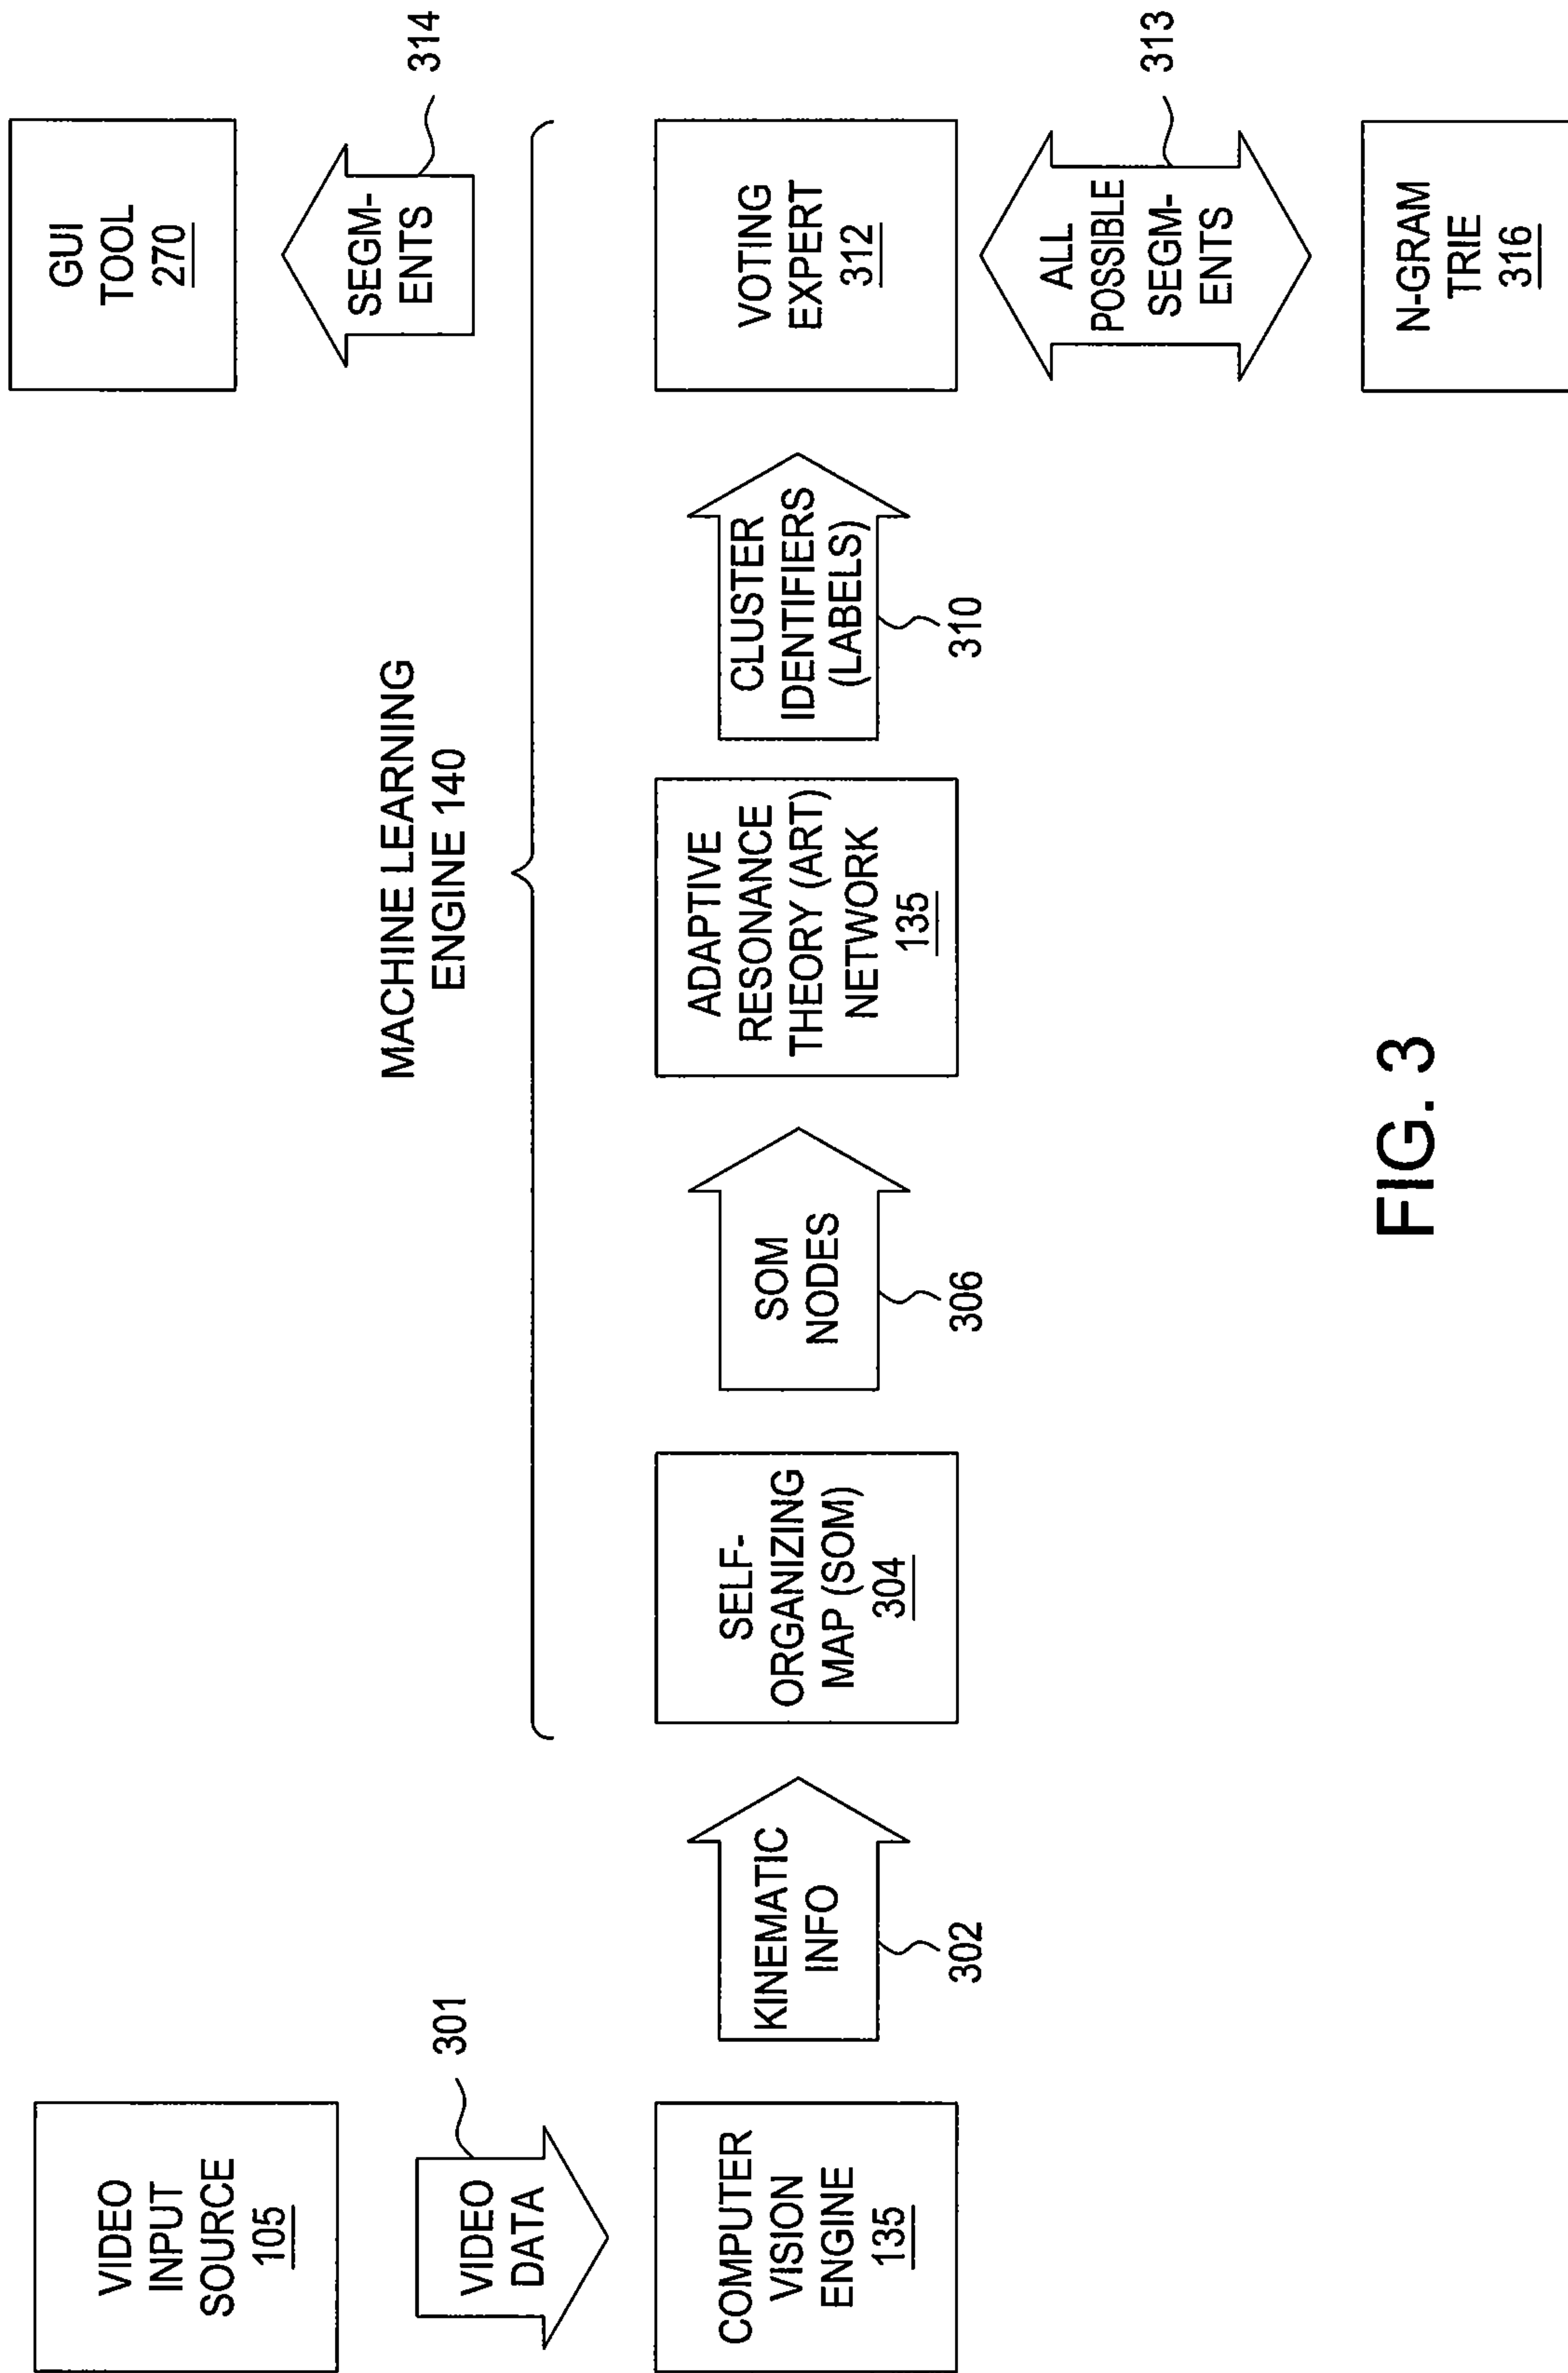 VIDEO
INPUT
SOURCE
105
VIDEO
DATA
301
COMPUTER
VISION
ENGINE
135
KINEMATIC
INFO
302
MACHINE LEARNING
ENGINE 140
SELF-
ORGANIZING
MAP (SOM)
304
SOM
NODES
306
ADAPTIVE
RESONANCE
THEORY (ART)
NETWORK
135
CLUSTER
IDENTIFIERS
(LABELS)
310
GUI
TOOL
270
SEGM-
ENTS
314
VOTING
EXPERT
312
ALL
POSSIBLE
SEGM-
ENTS
313
N-GRAM
TRIE
316
FIG. 3